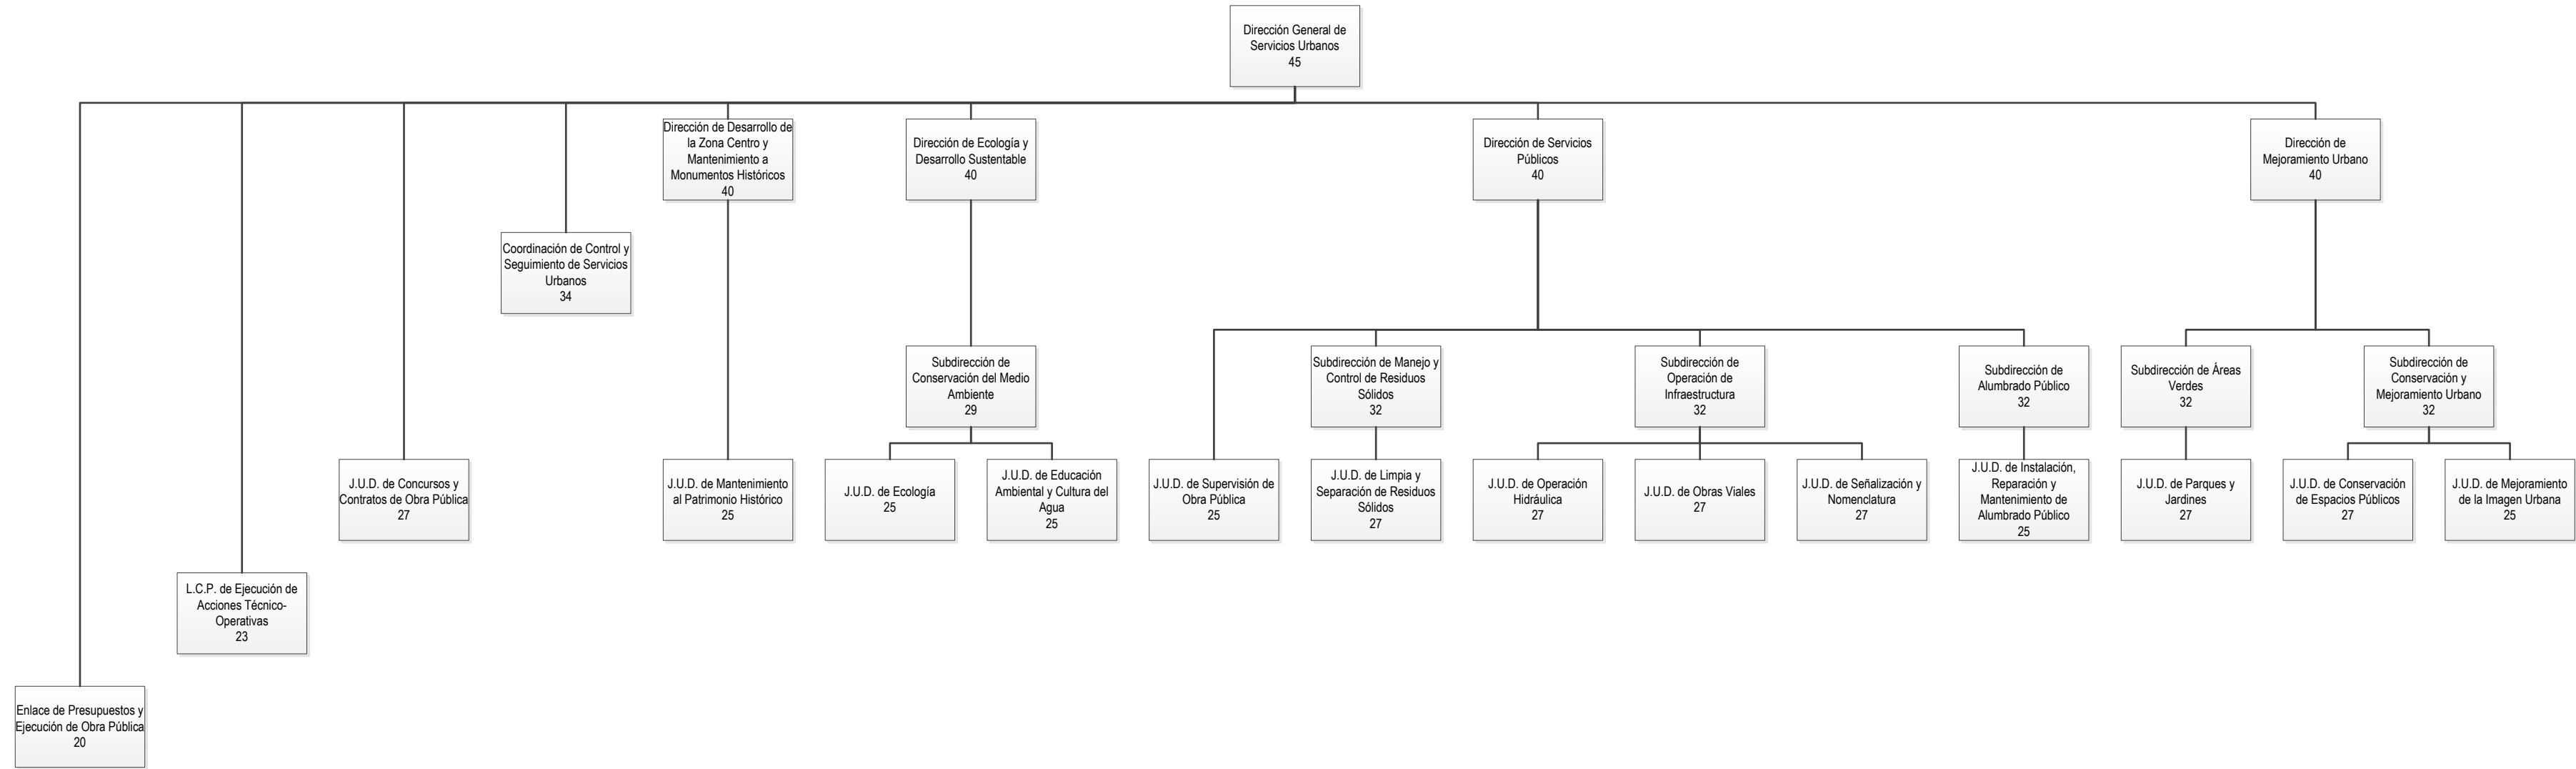 Dirección General de
Servicios Urbanos
45
Dirección de Desarrollo de
la Zona Centro y
Mantenimiento a
Monumentos Históricos
40
Dirección de Ecología y
Desarrollo Sustentable
40
Dirección de Servicios
Públicos
40
Dirección de
Mejoramiento Urbano
40
Coordinación de Control y
Seguimiento de Servicios
Urbanos
34
Subdirección de
Conservación del Medio
Ambiente
29
Subdirección de Manejo y
Control de Residuos
Sólidos
32
Subdirección de
Operación de
Infraestructura
32
Subdirección de
Alumbrado Público
32
Subdirección de Áreas
Verdes
32
Subdirección de
Conservación y
Mejoramiento Urbano
32
J.U.D. de Concursos y
Contratos de Obra Pública
27
J.U.D. de Mantenimiento
al Patrimonio Histórico
25
J.U.D. de Ecología
25
J.U.D. de Educación
Ambiental y Cultura del
Agua
25
J.U.D. de Supervisión de
Obra Pública
25
J.U.D. de Limpia y
Separación de Residuos
Sólidos
27
J.U.D. de Operación
Hidráulica
27
J.U.D. de Obras Viales
27
J.U.D. de Señalización y
Nomenclatura
27
J.U.D. de Instalación,
Reparación y
Mantenimiento de
Alumbrado Público
25
J.U.D. de Parques y
Jardines
27
J.U.D. de Conservación
de Espacios Públicos
27
J.U.D. de Mejoramiento
de la Imagen Urbana
25
L.C.P. de Ejecución de
Acciones Técnico-
Operativas
23
Enlace de Presupuestos y
Ejecución de Obra Pública
20